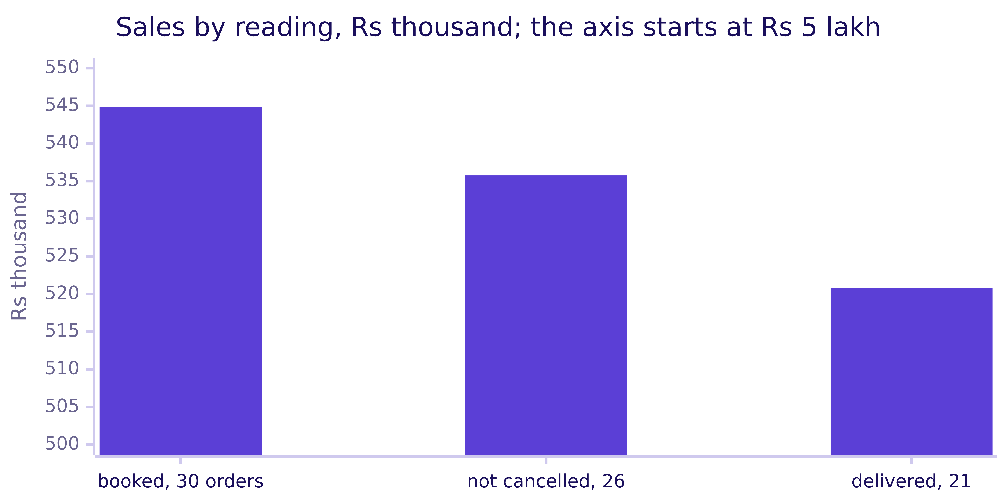 Sales by reading, Rs thousand; the axis starts at Rs 5 lakh
Rs thousand
550
545
540
535
530
525
520
515
510
505
500
booked, 30 orders
not cancelled, 26
delivered, 21